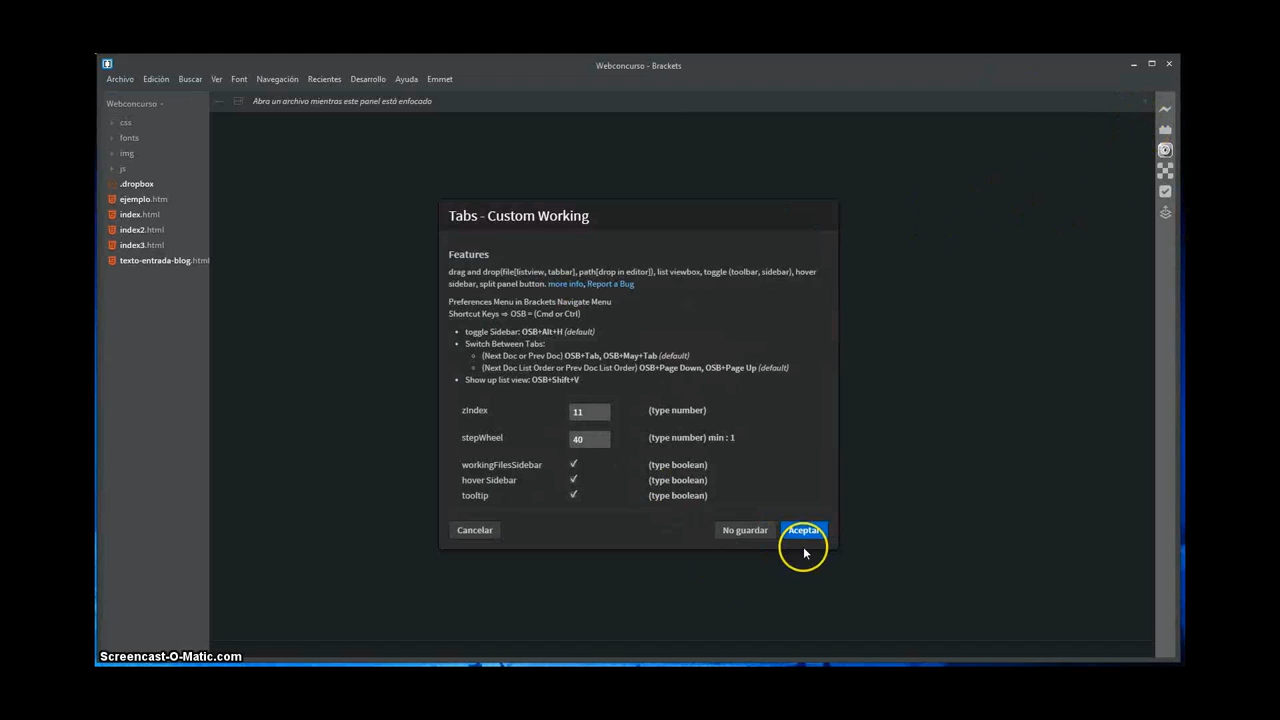 Webconcurso - Brackets
Archivo Edición Buscar Ver Font Navegación Recientes Desarrollo Ayuda Emmet
Webconcurso
Abra un archivo mientras este panel está enfocado
css
fonts
img
js
.dropbox
ejemplo.htm
index.html
index2.html
index3.html
texto-entrada-blog.html
Tabs - Custom Working
Features
drag and drop(file[listview, tabbar], path[drop in editor]), list viewbox, toggle (toolbar, sidebar), hover
sidebar, split panel button. more info, Report a Bug
Preferences Menu in Brackets Navigate Menu
Shortcut Keys ⇒ OSB = (Cmd or Ctrl)
• toggle Sidebar: OSB+Alt+H (default)
• Switch Between Tabs:
◦ (Next Doc or Prev Doc) OSB+Tab, OSB+May+Tab (default)
◦ (Next Doc List Order or Prev Doc List Order) OSB+Page Down, OSB+Page Up (default)
• Show up list view: OSB+Shift+V
zIndex 11 (type number)
stepWheel 40 (type number) min : 1
workingFilesSidebar ✓ (type boolean)
hover Sidebar ✓ (type boolean)
tooltip ✓ (type boolean)
Cancelar No guardar Aceptar
Screencast-O-Matic.com